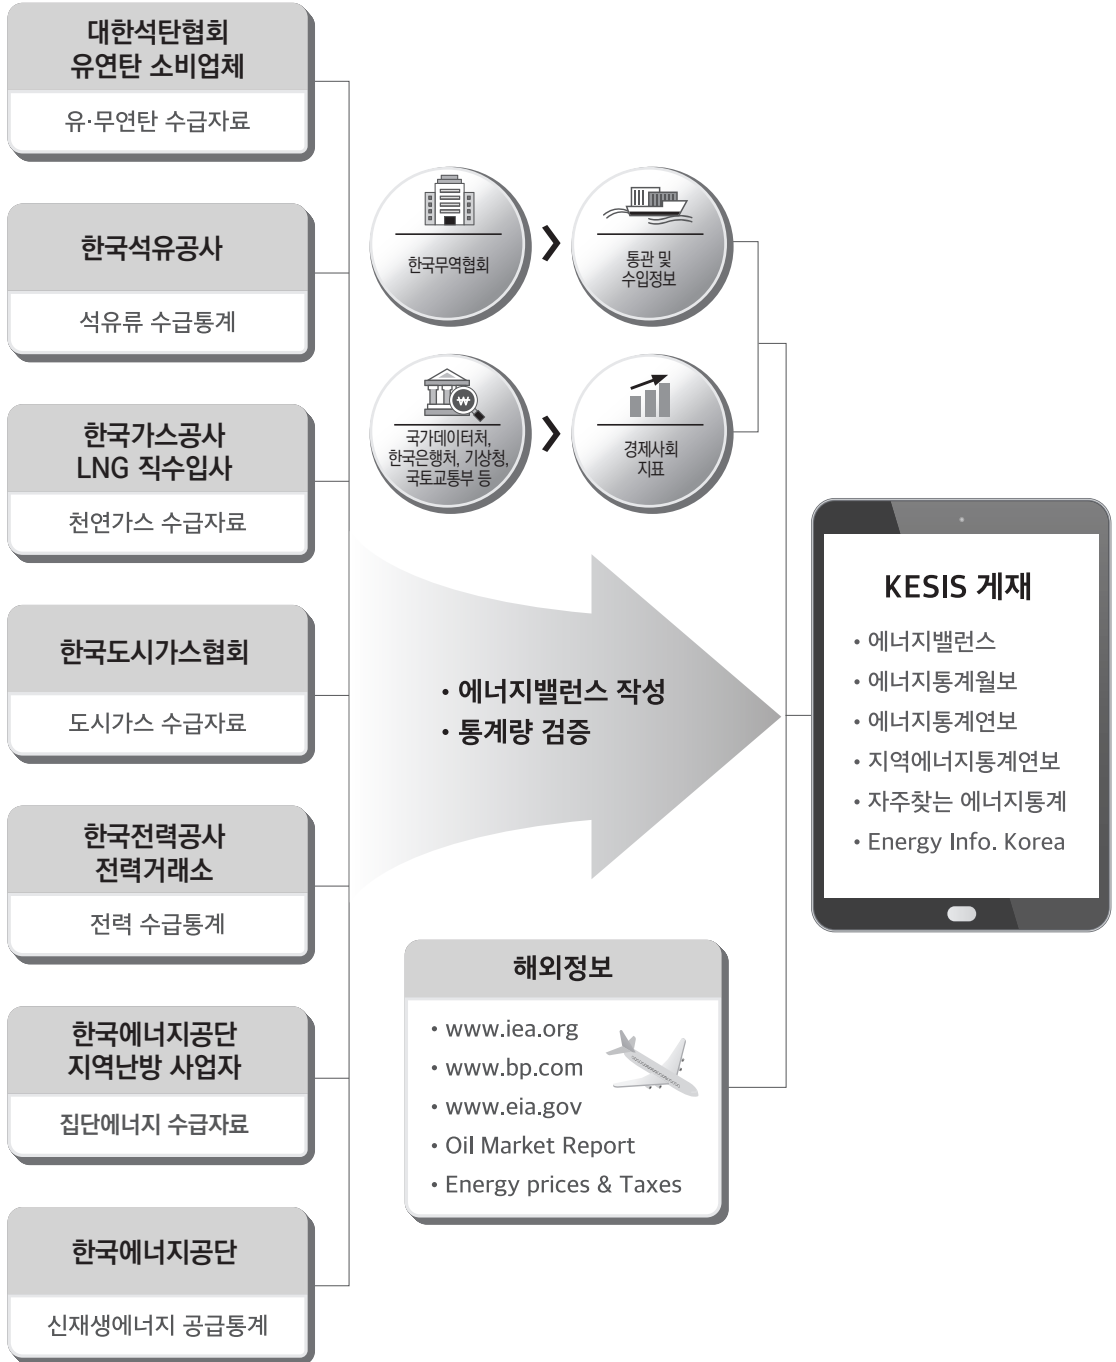 대한석탄협회
유연탄 소비업체
유·무연탄 수급자료
한국석유공사
석유류 수급통계
한국가스공사
LNG 직수입사
천연가스 수급자료
한국도시가스협회
도시가스 수급자료
한국전력공사
전력거래소
전력 수급통계
한국에너지공단
지역난방 사업자
집단에너지 수급자료
한국에너지공단
신재생에너지 공급통계
한국무역협회
통관 및
수입정보
국가데이터처,
한국은행처, 기상청,
국토교통부 등
경제사회
지표
• 에너지밸런스 작성
• 통계량 검증
해외정보
• www.iea.org
• www.bp.com
• www.eia.gov
• Oil Market Report
• Energy prices & Taxes
KESIS 게재
• 에너지밸런스
• 에너지통계월보
• 에너지통계연보
• 지역에너지통계연보
• 자주찾는 에너지통계
• Energy Info. Korea